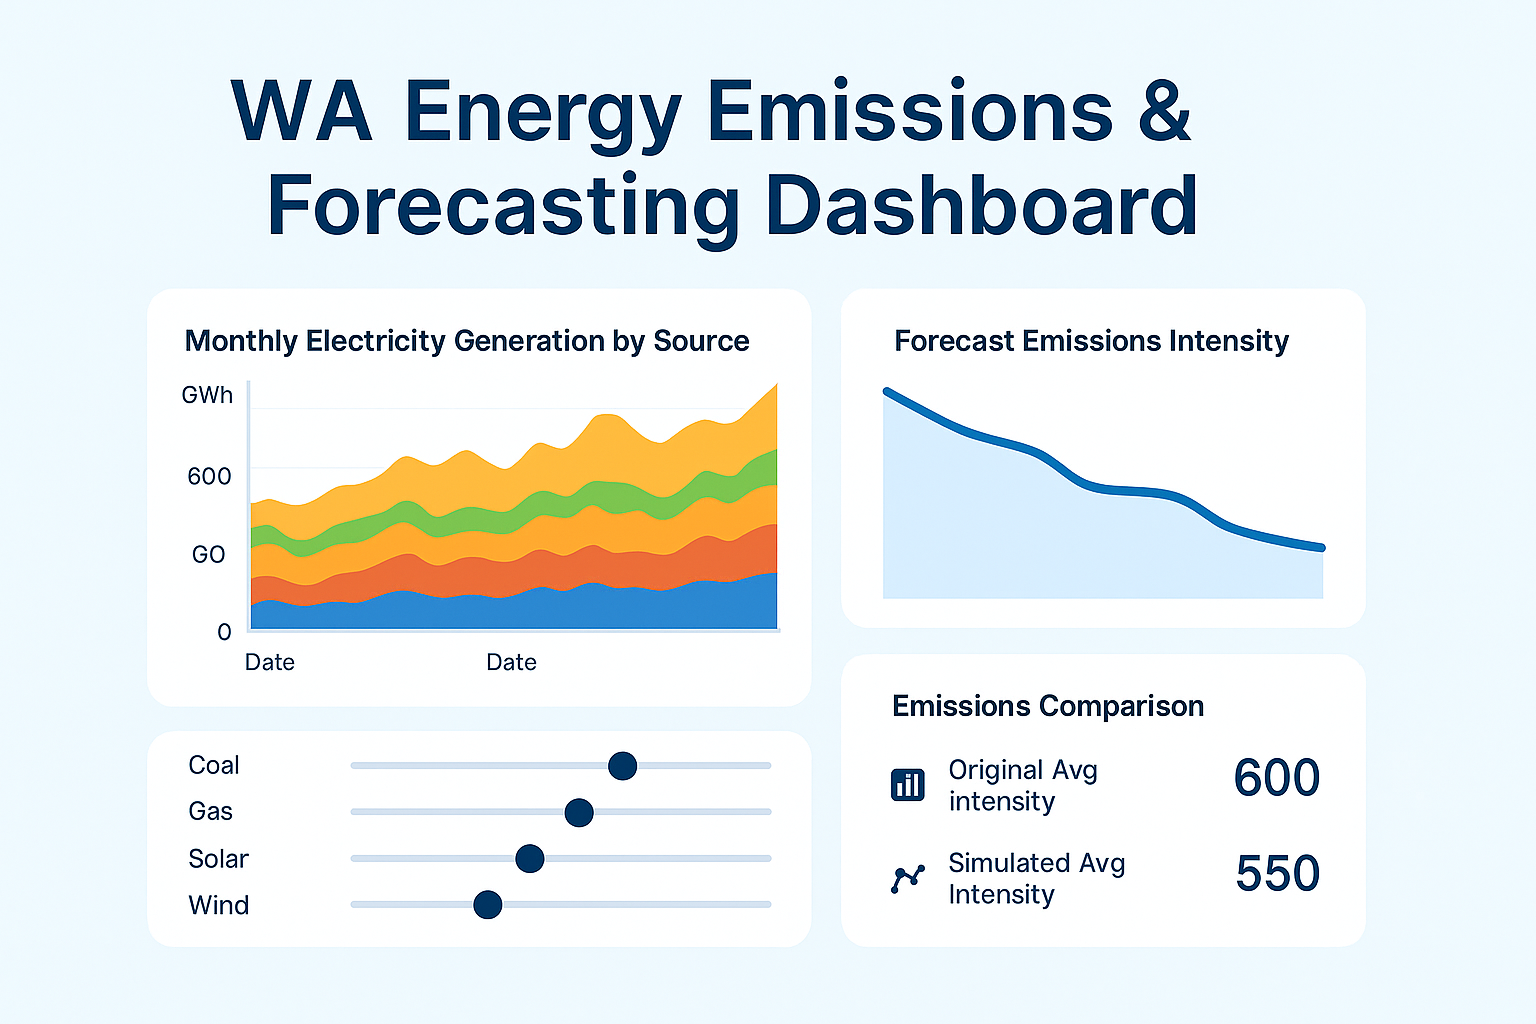 WA Energy Emissions &
Forecasting Dashboard
Monthly Electricity Generation by Source
GWh
600
GO
0
Date
Date
Forecast Emissions Intensity
Coal
Gas
Solar
Wind
Emissions Comparison
Original Avg
intensity
600
Simulated Avg
Intensity
550